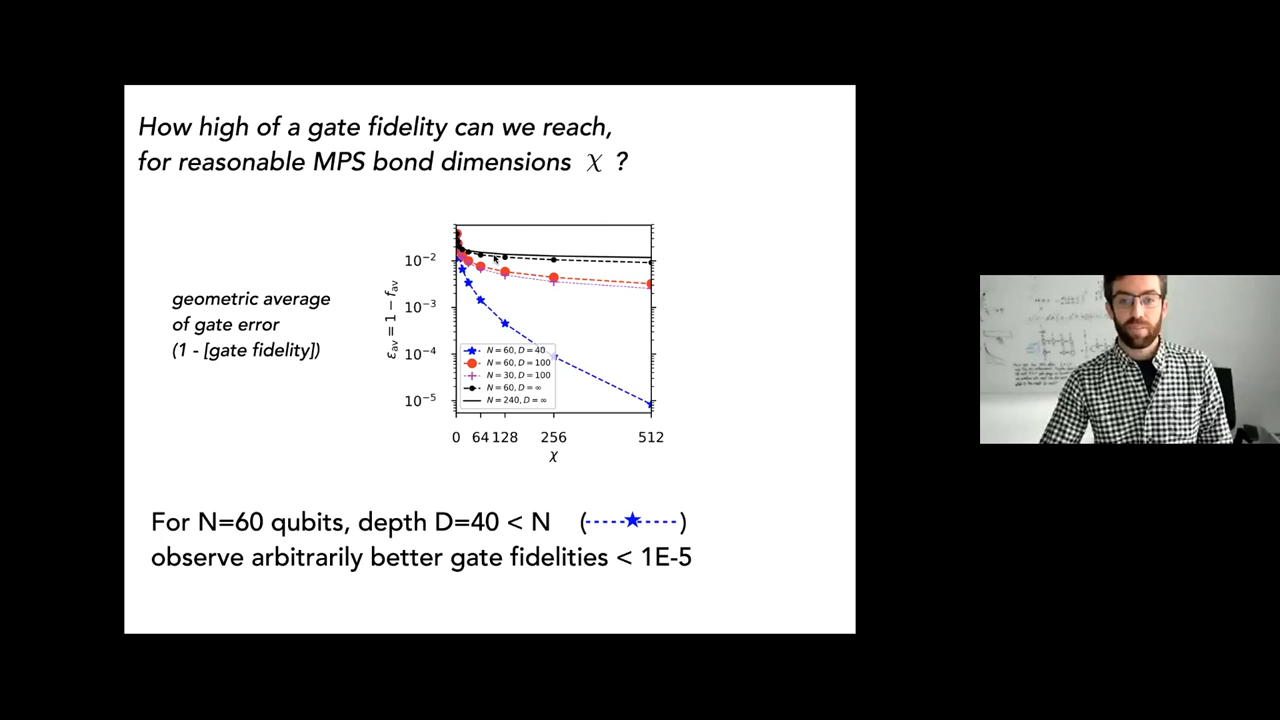 How high of a gate fidelity can we reach,
for reasonable MPS bond dimensions χ ?
geometric average
of gate error
(1 - [gate fidelity])
ε_av = 1 − f_av
10⁻²
10⁻³
10⁻⁴
10⁻⁵
N = 60, D = 40
N = 60, D = 100
N = 30, D = 100
N = 60, D = ∞
N = 240, D = ∞
0 64 128 256 512
χ
For N=60 qubits, depth D=40 < N (-----★-----)
observe arbitrarily better gate fidelities < 1E-5